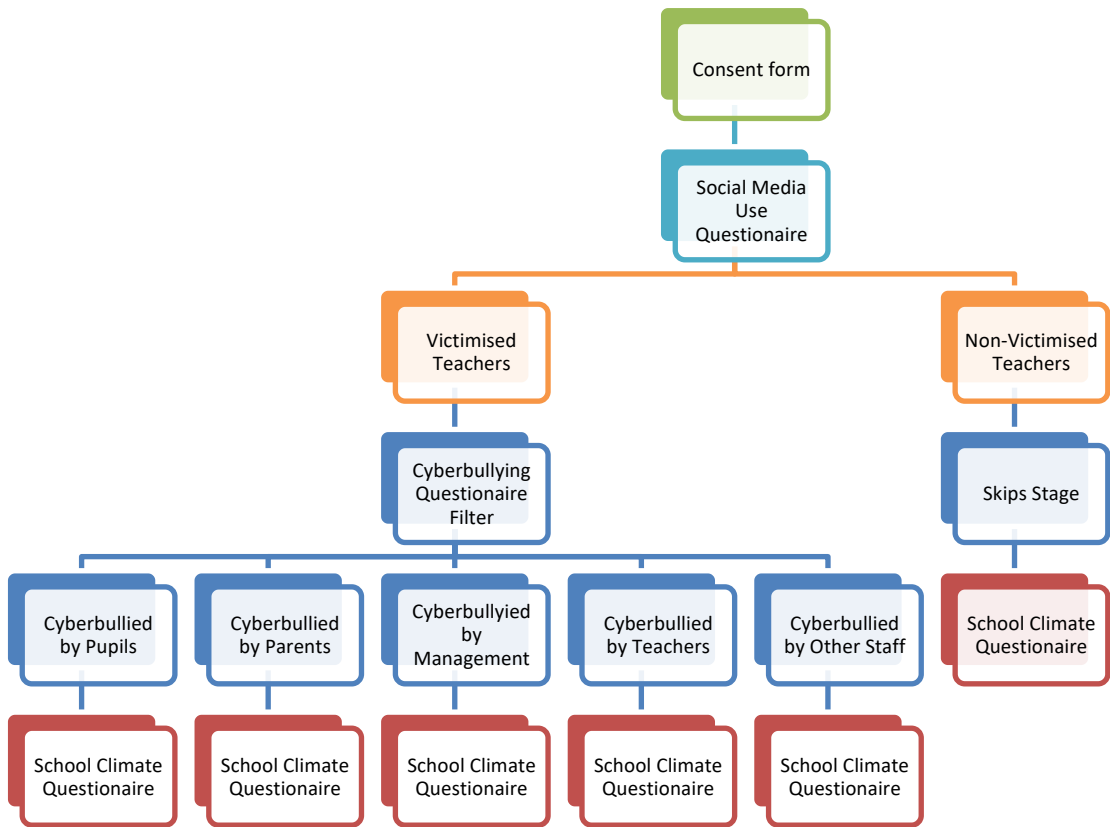 Consent form
Social Media
Use
Questionaire
Victimised
Teachers
Non-Victimised
Teachers
Cyberbullying
Questionaire
Filter
Skips Stage
Cyberbullied
by Pupils
Cyberbullied
by Parents
Cyberbullyied
by
Management
Cyberbullied
by Teachers
Cyberbullied
by Other Staff
School Climate
Questionaire
School Climate
Questionaire
School Climate
Questionaire
School Climate
Questionaire
School Climate
Questionaire
School Climate
Questionaire